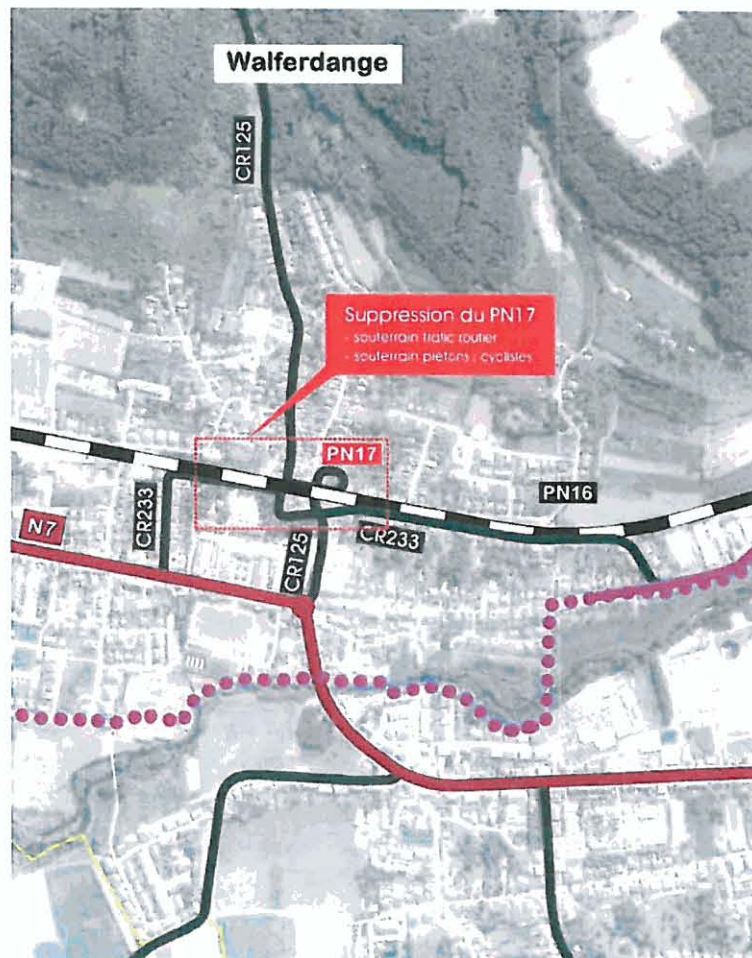 Walferdange
CR125
Suppression du PN17
- souterrain trafic routier
- souterrain piétons / cyclistes
PN17
PN16
CR233
N7
CR125
CR233